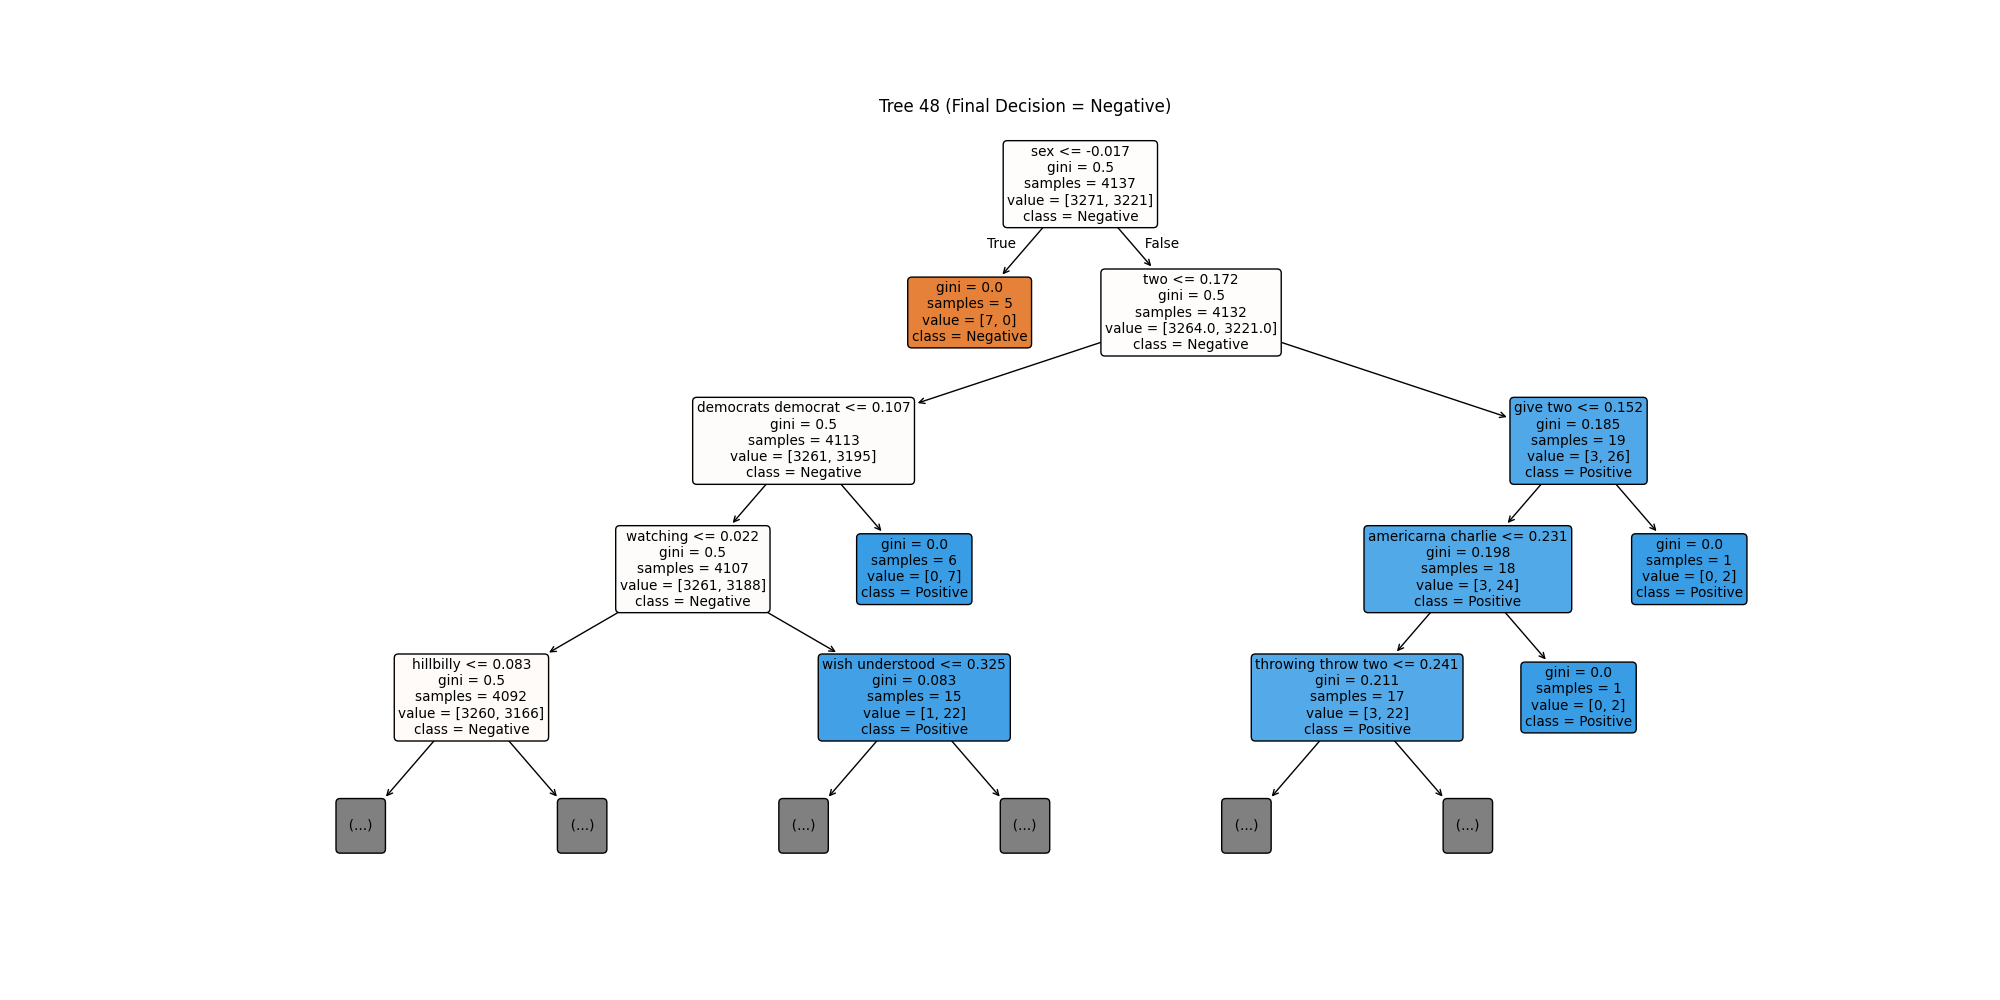 Tree 48 (Final Decision = Negative)
sex <= -0.017
gini = 0.5
samples = 4137
value = [3271, 3221]
class = Negative
True
False
gini = 0.0
samples = 5
value = [7, 0]
class = Negative
two <= 0.172
gini = 0.5
samples = 4132
value = [3264.0, 3221.0]
class = Negative
democrats democrat <= 0.107
gini = 0.5
samples = 4113
value = [3261, 3195]
class = Negative
give two <= 0.152
gini = 0.185
samples = 19
value = [3, 26]
class = Positive
watching <= 0.022
gini = 0.5
samples = 4107
value = [3261, 3188]
class = Negative
gini = 0.0
samples = 6
value = [0, 7]
class = Positive
americarna charlie <= 0.231
gini = 0.198
samples = 18
value = [3, 24]
class = Positive
gini = 0.0
samples = 1
value = [0, 2]
class = Positive
hillbilly <= 0.083
gini = 0.5
samples = 4092
value = [3260, 3166]
class = Negative
wish understood <= 0.325
gini = 0.083
samples = 15
value = [1, 22]
class = Positive
throwing throw two <= 0.241
gini = 0.211
samples = 17
value = [3, 22]
class = Positive
gini = 0.0
samples = 1
value = [0, 2]
class = Positive
(...)
(...)
(...)
(...)
(...)
(...)